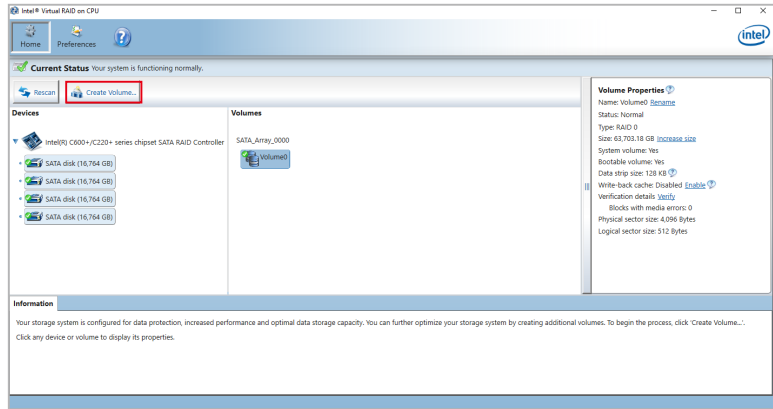 Intel® Virtual RAID on CPU
Home
Preferences
?
intel
Current Status Your system is functioning normally.
Rescan
Create Volume...
Devices
Intel(R) C600+/C220+ series chipset SATA RAID Controller
SATA disk (16,764 GB)
SATA disk (16,764 GB)
SATA disk (16,764 GB)
SATA disk (16,764 GB)
Volumes
SATA_Array_0000
Volume0
Volume Properties ?
Name: Volume0 Rename
Status: Normal
Type: RAID 0
Size: 63,703.18 GB Increase size
System volume: Yes
Bootable volume: Yes
Data strip size: 128 KB ?
Write-back cache: Disabled Enable ?
Verification details Verify
Blocks with media errors: 0
Physical sector size: 4,096 Bytes
Logical sector size: 512 Bytes
Information
Your storage system is configured for data protection, increased performance and optimal data storage capacity. You can further optimize your storage system by creating additional volumes. To begin the process, click 'Create Volume...'.
Click any device or volume to display its properties.